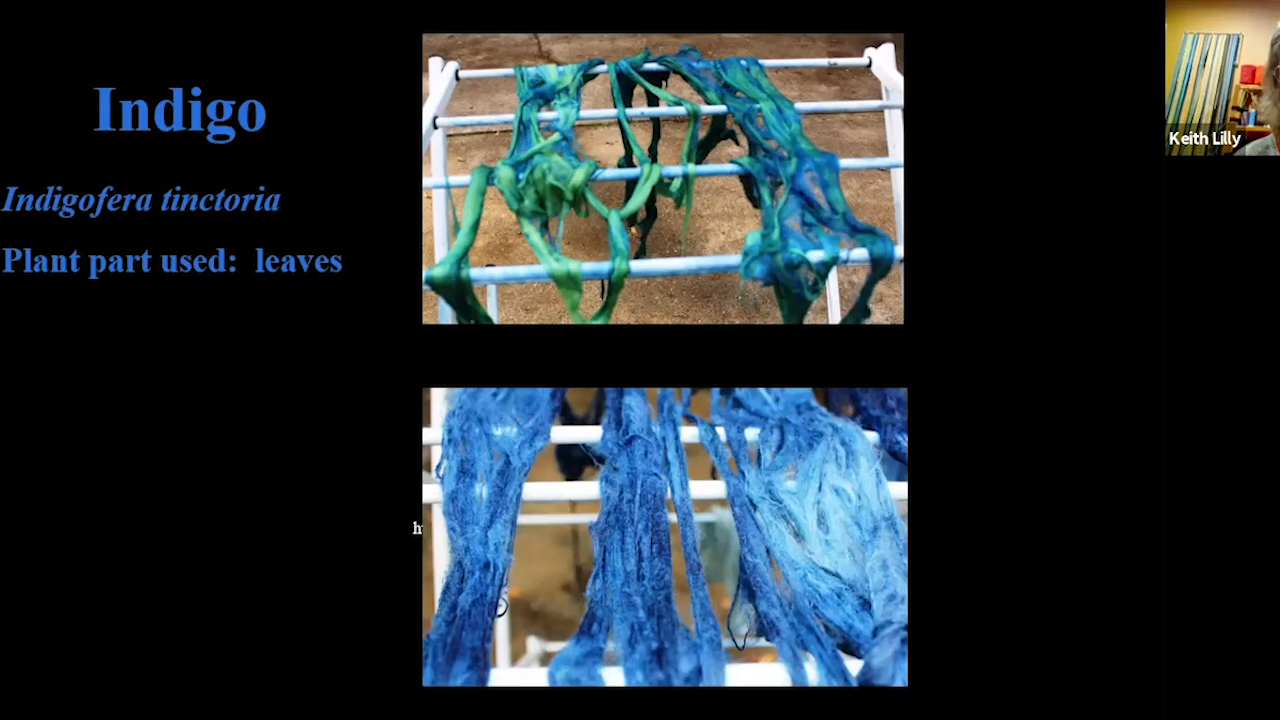 Indigo
Indigofera tinctoria
Plant part used: leaves
Keith Lilly